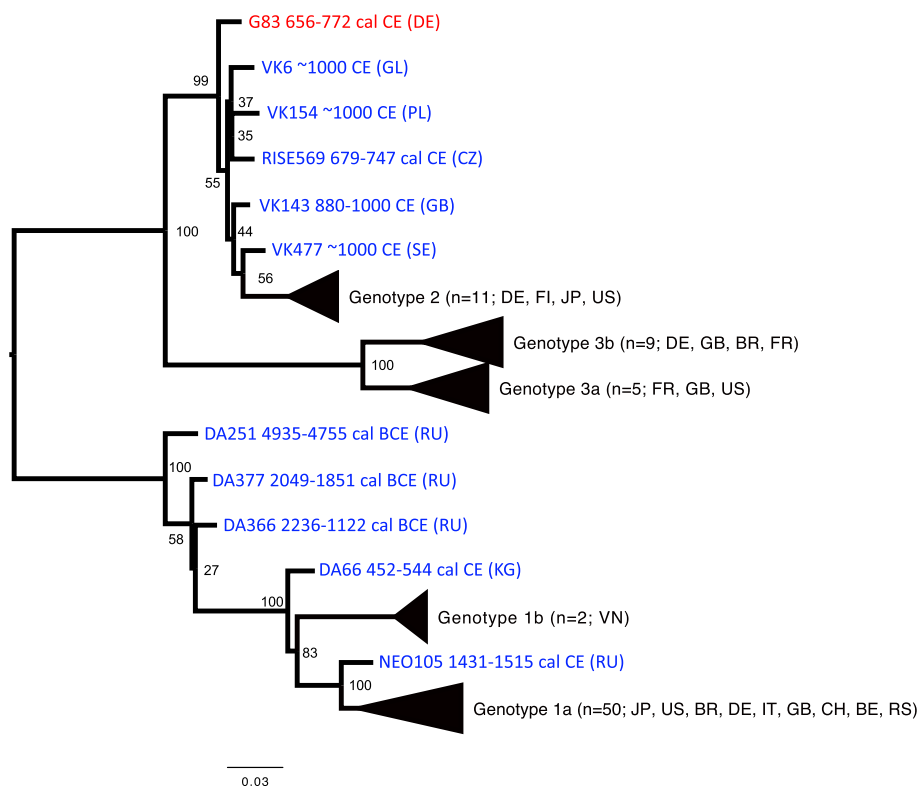 G83 656-772 cal CE (DE)
99
VK6 ~1000 CE (GL)
37
VK154 ~1000 CE (PL)
35
RISE569 679-747 cal CE (CZ)
55
VK143 880-1000 CE (GB)
100
44
VK477 ~1000 CE (SE)
56
Genotype 2 (n=11; DE, FI, JP, US)
Genotype 3b (n=9; DE, GB, BR, FR)
100
Genotype 3a (n=5; FR, GB, US)
DA251 4935-4755 cal BCE (RU)
100
DA377 2049-1851 cal BCE (RU)
DA366 2236-1122 cal BCE (RU)
58
27
DA66 452-544 cal CE (KG)
100
Genotype 1b (n=2; VN)
83
NEO105 1431-1515 cal CE (RU)
100
Genotype 1a (n=50; JP, US, BR, DE, IT, GB, CH, BE, RS)
0.03